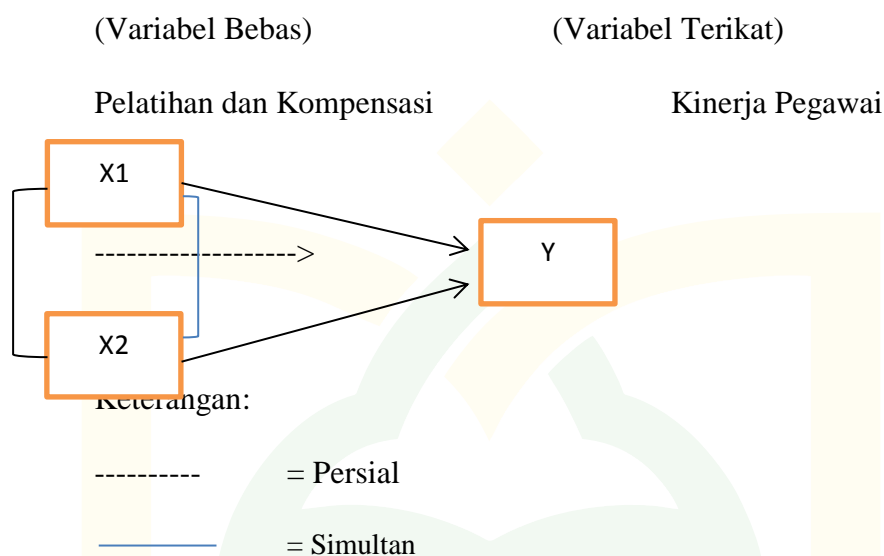 (Variabel Bebas) (Variabel Terikat)
Pelatihan dan Kompensasi Kinerja Pegawai
X1
Y
X2
Keterangan:
= Persial
= Simultan